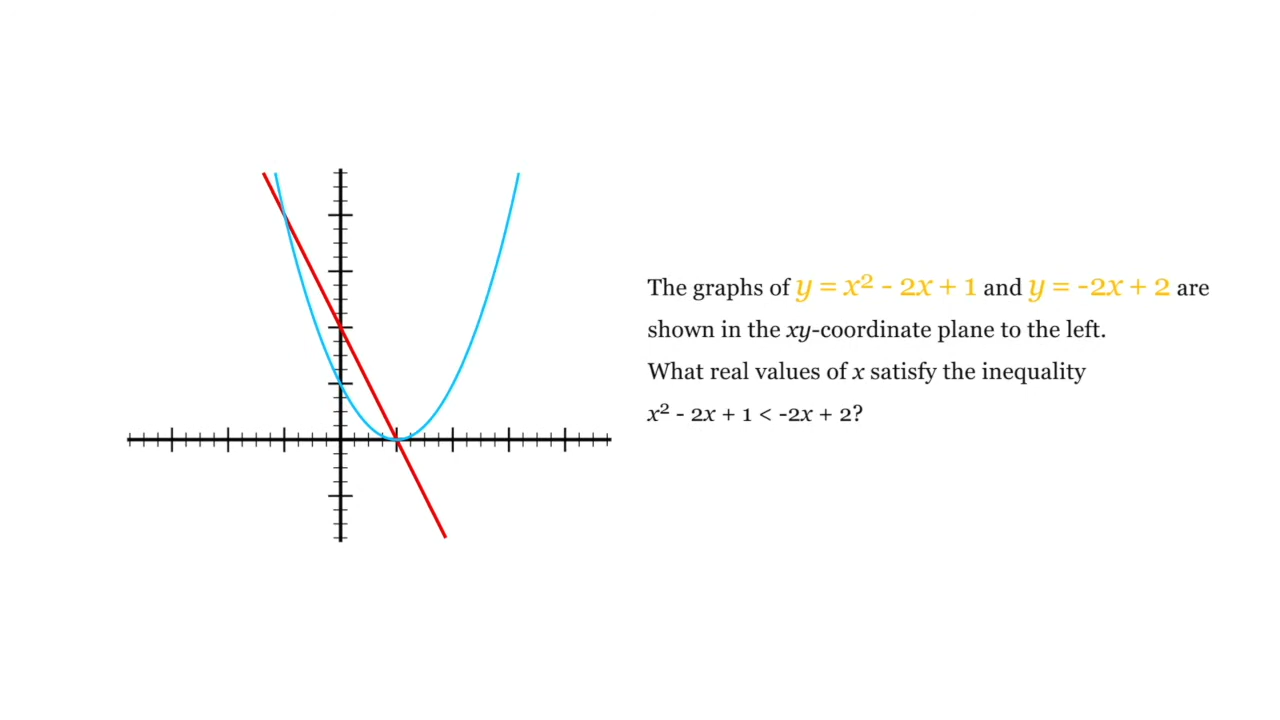 The graphs of y = x² - 2x + 1 and y = -2x + 2 are
shown in the xy-coordinate plane to the left.
What real values of x satisfy the inequality
x² - 2x + 1 < -2x + 2?